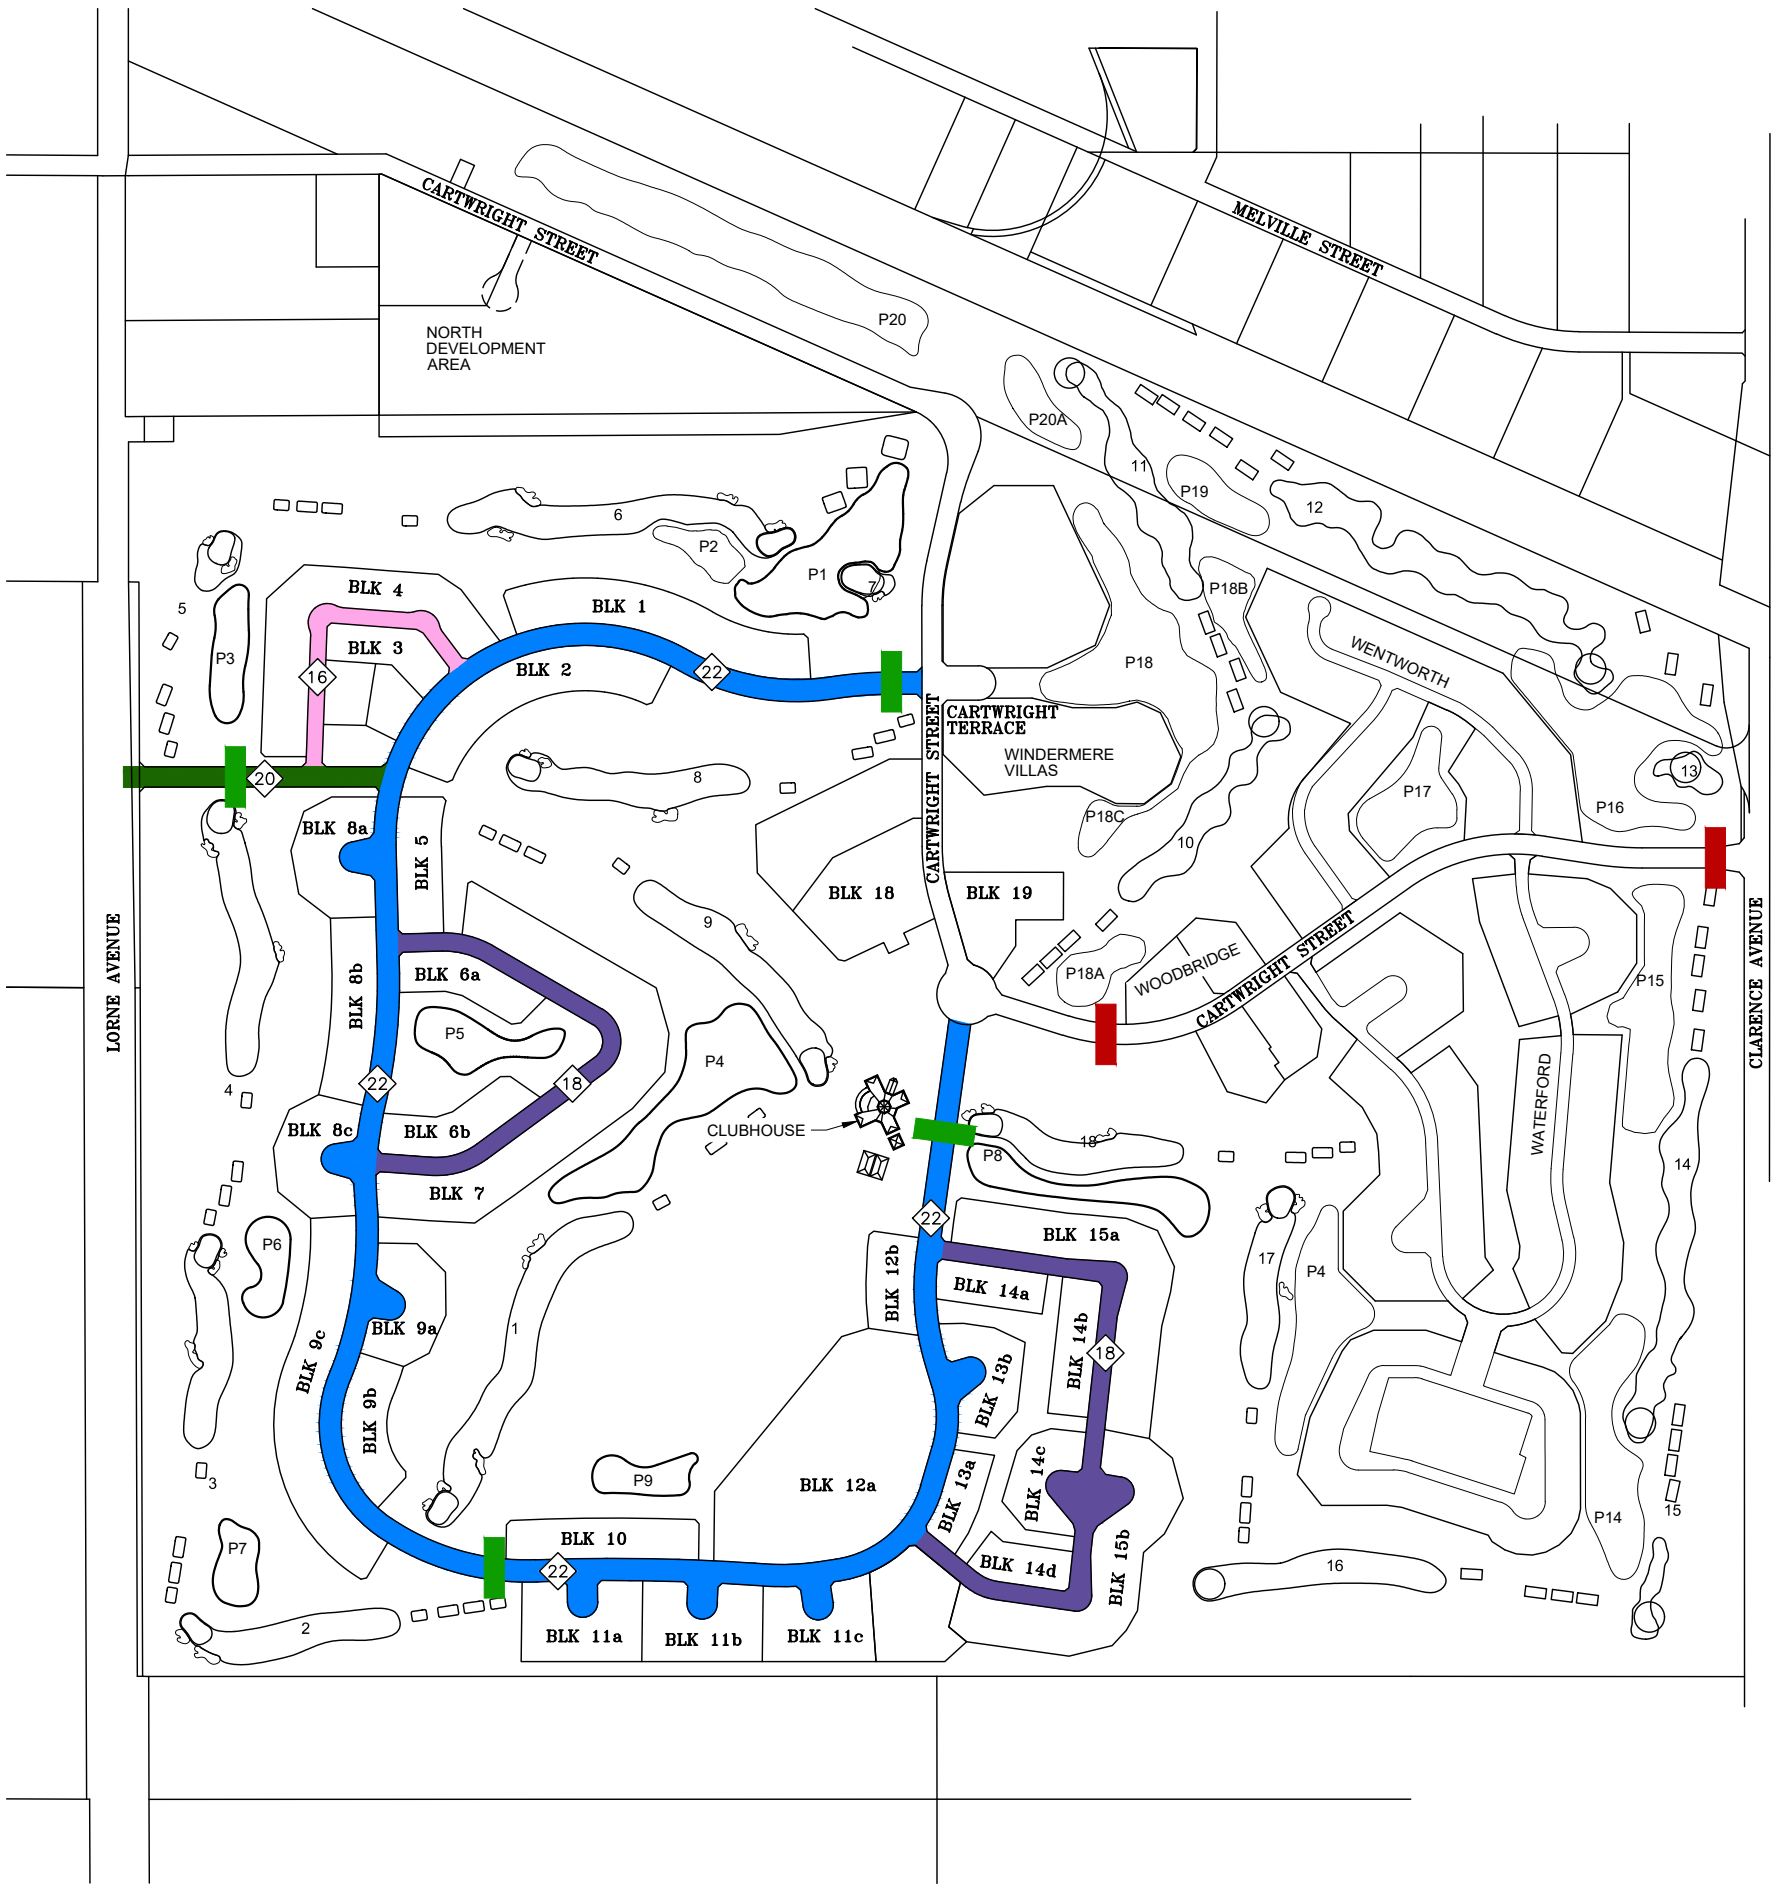 CARTWRIGHT STREET
MELVILLE STREET
P20
NORTH
DEVELOPMENT
AREA
P20A
11
P19
12
6
P2
P1
7
P18B
5
BLK 4
BLK 1
BLK 3
P3
BLK 2
16
22
P18
WENTWORTH
CARTWRIGHT
TERRACE
CARTWRIGHT STREET
WINDERMERE
VILLAS
20
8
13
P17
P16
P18C
10
BLK 8a
BLK 5
BLK 18
BLK 19
9
LORNE AVENUE
CLARENCE AVENUE
CARTWRIGHT STREET
WOODBRIDGE
P18A
P15
BLK 8b
BLK 6a
P5
P4
22
18
4
CLUBHOUSE
BLK 8c
BLK 6b
18
P8
WATERFORD
14
BLK 7
22
P6
BLK 15a
17
P4
BLK 12b
BLK 14a
BLK 9a
1
BLK 14b
18
BLK 9c
BLK 13b
BLK 9b
3
P9
BLK 12a
BLK 13a
BLK 14c
15
P14
P7
BLK 10
22
BLK 14d
BLK 15b
16
2
BLK 11a
BLK 11b
BLK 11c